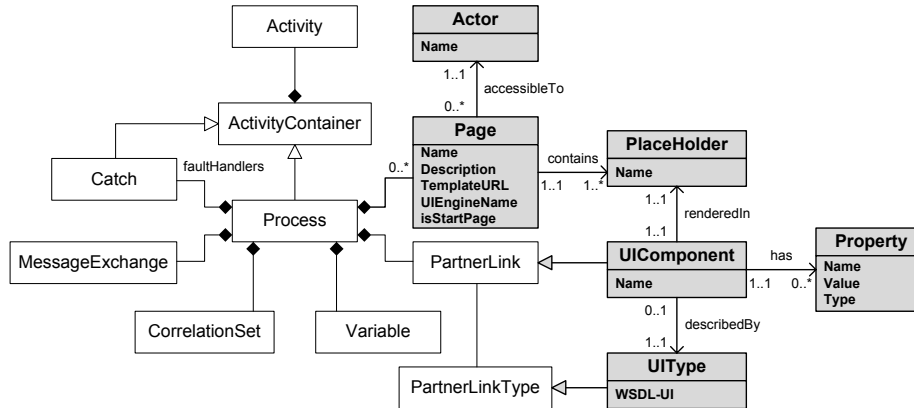 Activity
Actor
Name
1..1
accessibleTo
0..*
ActivityContainer
Page
Name
Description
TemplateURL
UIEngineName
isStartPage
contains
1..1
1..*
PlaceHolder
Name
Catch
faultHandlers
0..*
Process
1..1
renderedIn
1..1
MessageExchange
PartnerLink
UIComponent
Name
has
1..1
0..*
Property
Name
Value
Type
CorrelationSet
Variable
0..1
describedBy
1..1
PartnerLinkType
UIType
WSDL-UI